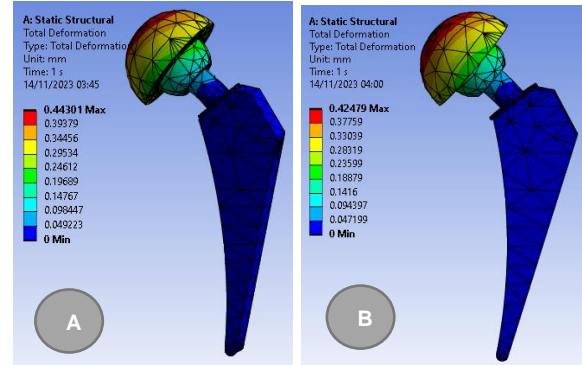 A: Static Structural
Total Deformation
Type: Total Deformation
Unit: mm
Time: 1 s
14/11/2023 03:45
0.44301 Max
0.39379
0.34456
0.29534
0.24612
0.19689
0.14767
0.098447
0.049223
0 Min
A
A: Static Structural
Total Deformation
Type: Total Deformation
Unit: mm
Time: 1 s
14/11/2023 04:00
0.42479 Max
0.37759
0.33039
0.28319
0.23599
0.18879
0.1416
0.094397
0.047199
0 Min
B